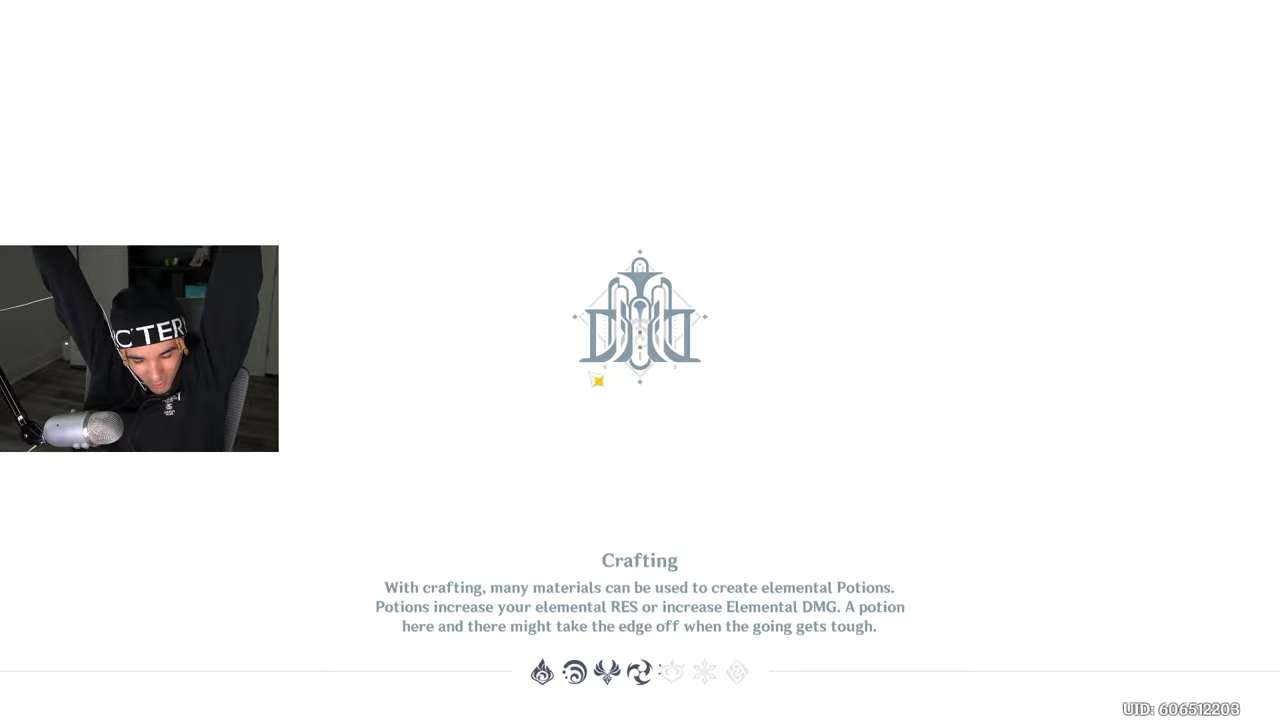 C'TER
Crafting
With crafting, many materials can be used to create elemental Potions.
Potions increase your elemental RES or increase Elemental DMG. A potion
here and there might take the edge off when the going gets tough.
UID: 606512203